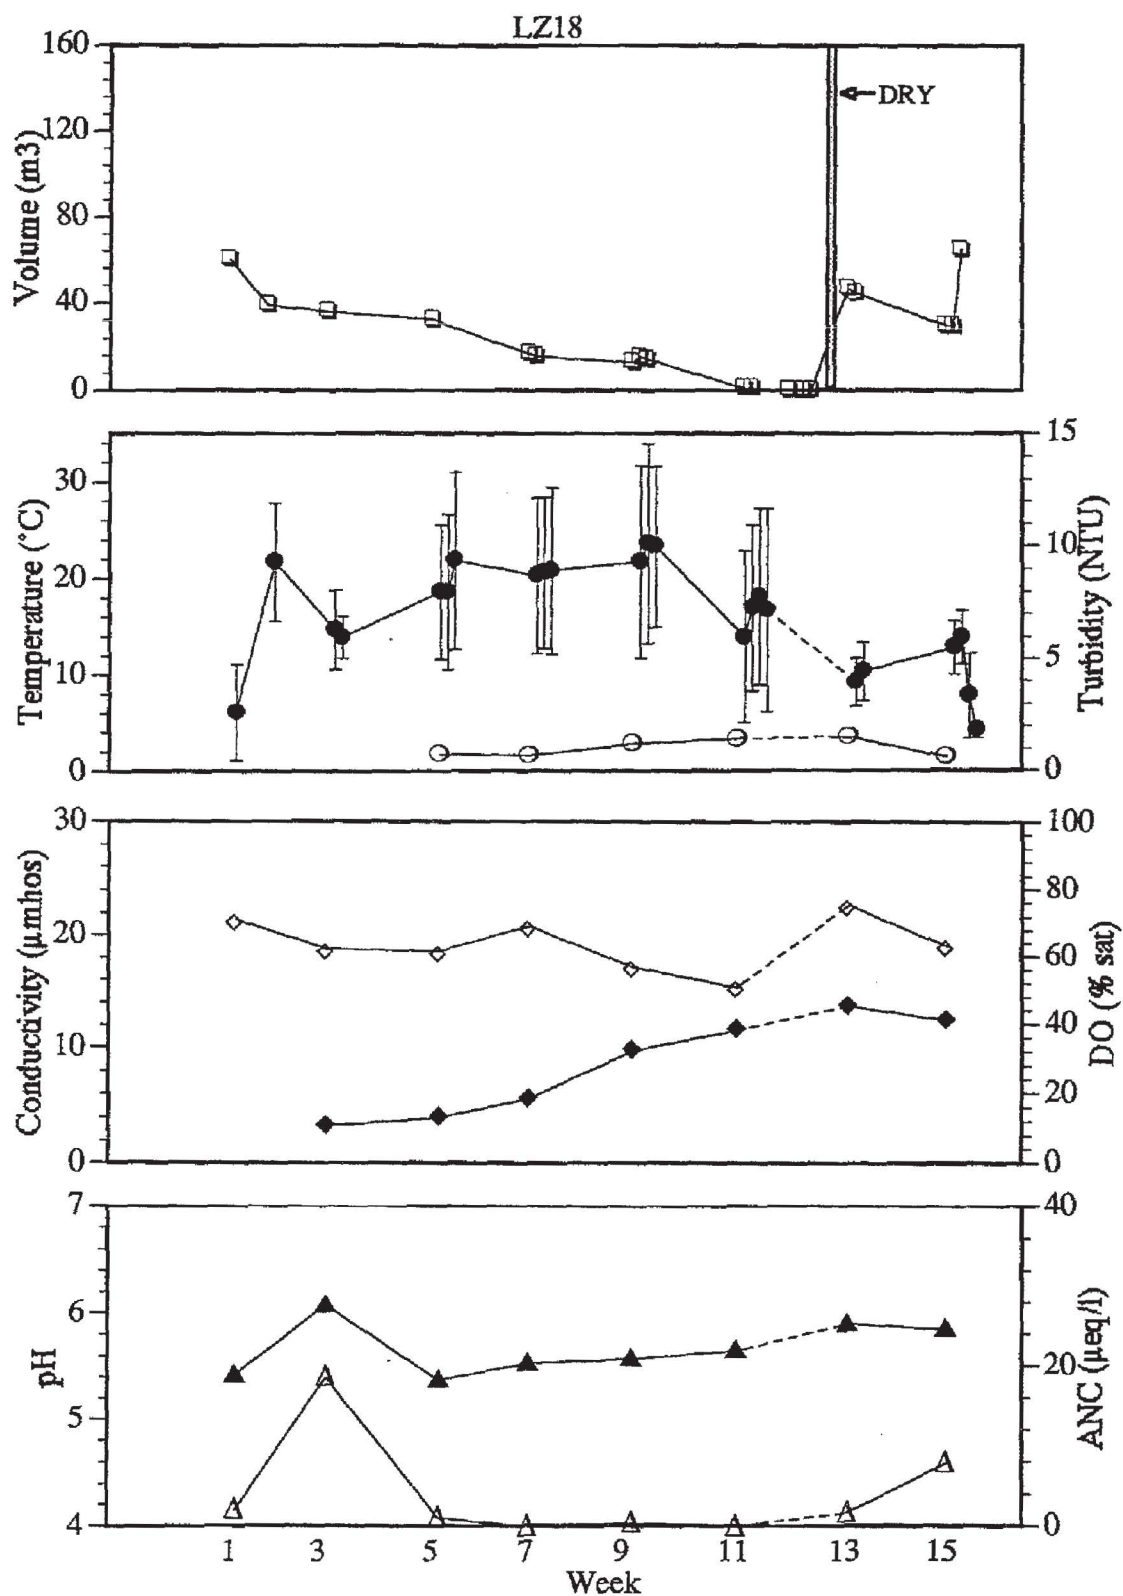 LZ18
160
120
80
40
0
Volume (m3)
DRY
30
20
10
0
Temperature (°C)
15
10
5
0
Turbidity (NTU)
30
20
10
0
Conductivity (µmhos)
100
80
60
40
20
0
DO (% sat)
7
6
5
4
pH
40
20
0
ANC (µeq/l)
1 3 5 7 9 11 13 15
Week